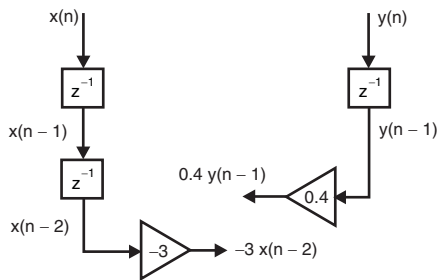 x(n)
y(n)
z⁻¹
z⁻¹
x(n – 1)
y(n – 1)
z⁻¹
0.4 y(n – 1)
0.4
x(n – 2)
–3
–3 x(n – 2)